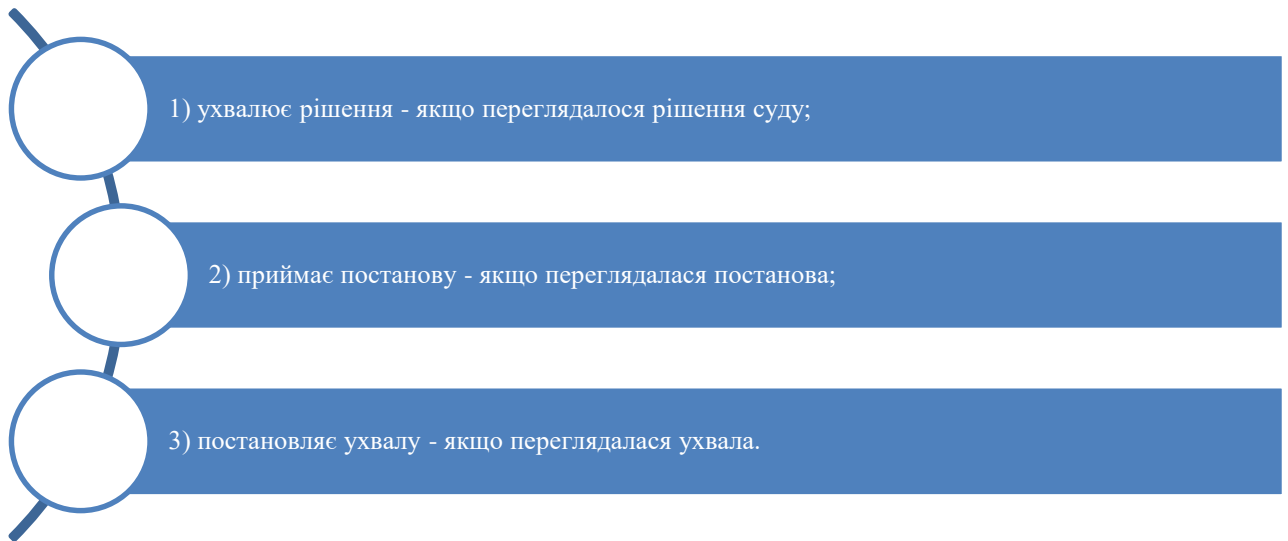 1) ухвалює рішення - якщо переглядалося рішення суду;
2) приймає постанову - якщо переглядалася постанова;
3) постановляє ухвалу - якщо переглядалася ухвала.